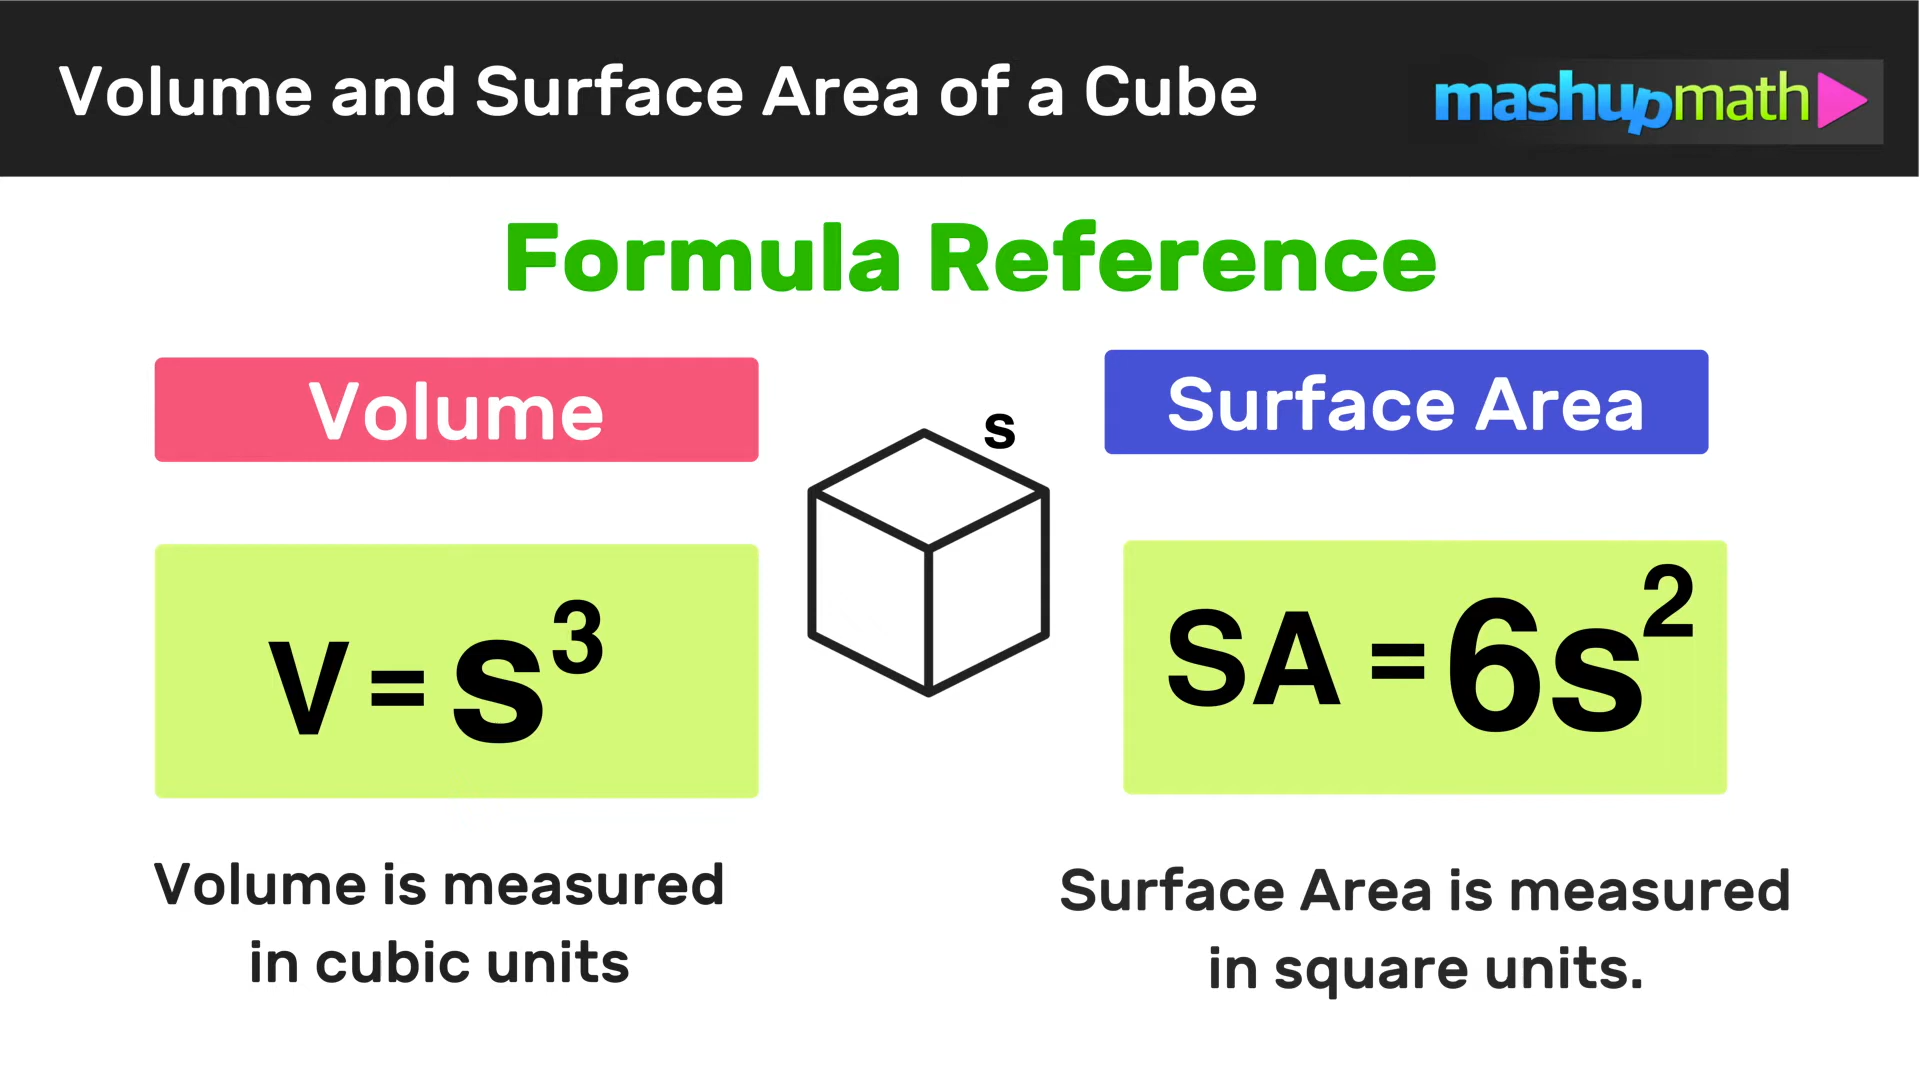 Volume and Surface Area of a Cube
mashupmath
Formula Reference
Volume
s
Surface Area
V = s³
SA = 6s²
Volume is measured
in cubic units
Surface Area is measured
in square units.